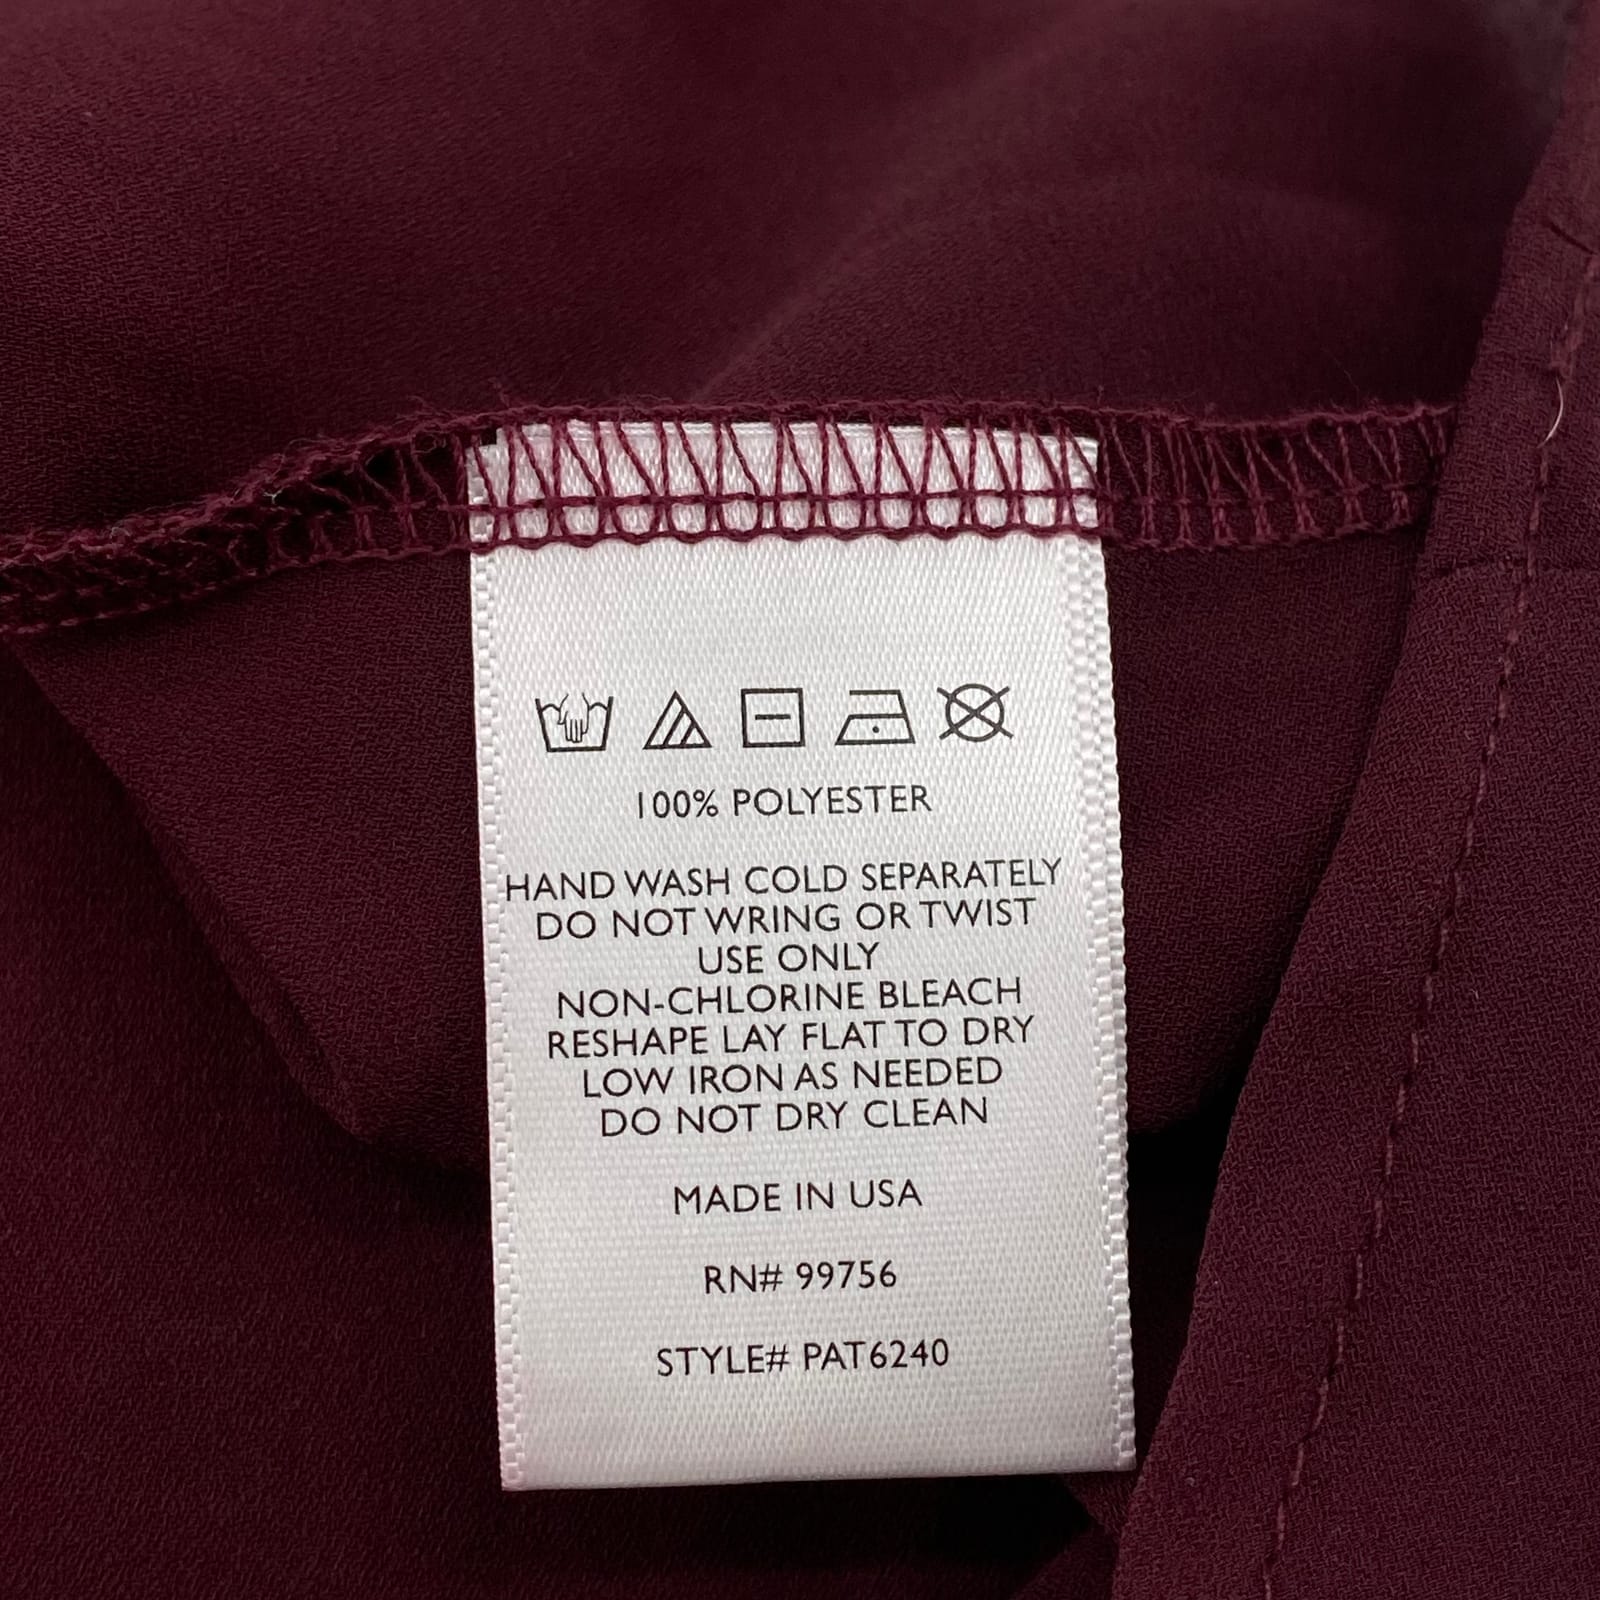 100% POLYESTER
HAND WASH COLD SEPARATELY
DO NOT WRING OR TWIST
USE ONLY
NON-CHLORINE BLEACH
RESHAPE LAY FLAT TO DRY
LOW IRON AS NEEDED
DO NOT DRY CLEAN
MADE IN USA
RN# 99756
STYLE# PAT6240